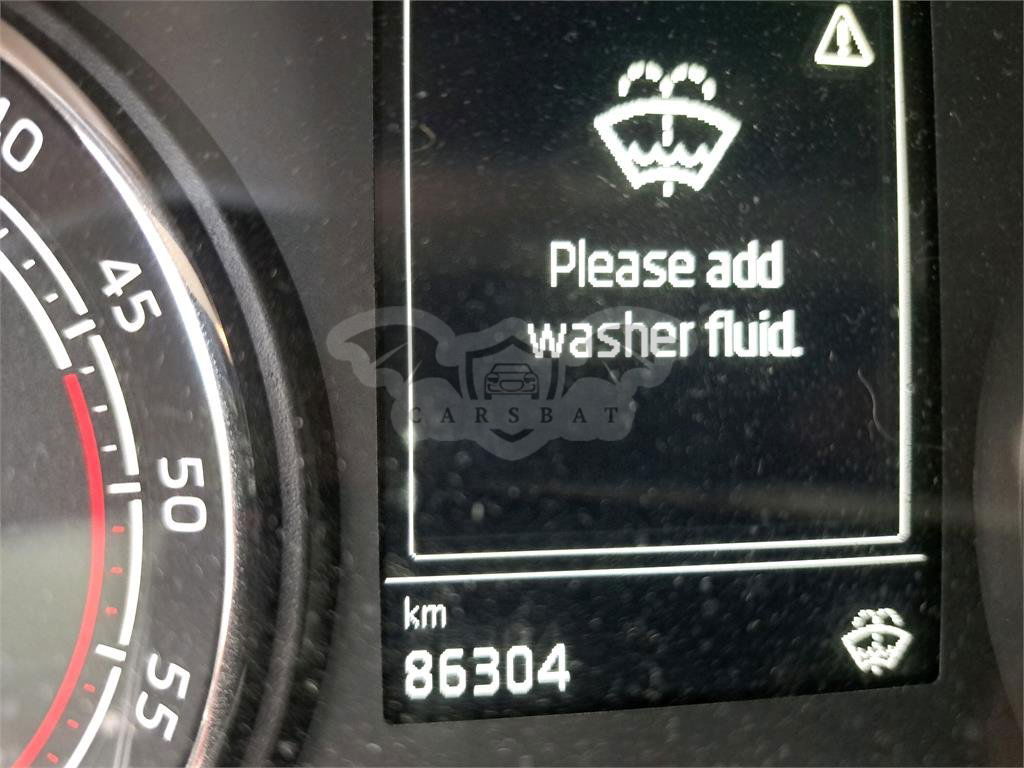 40
45
50
55
Please add
washer fluid.
CARSBAT
km
86304